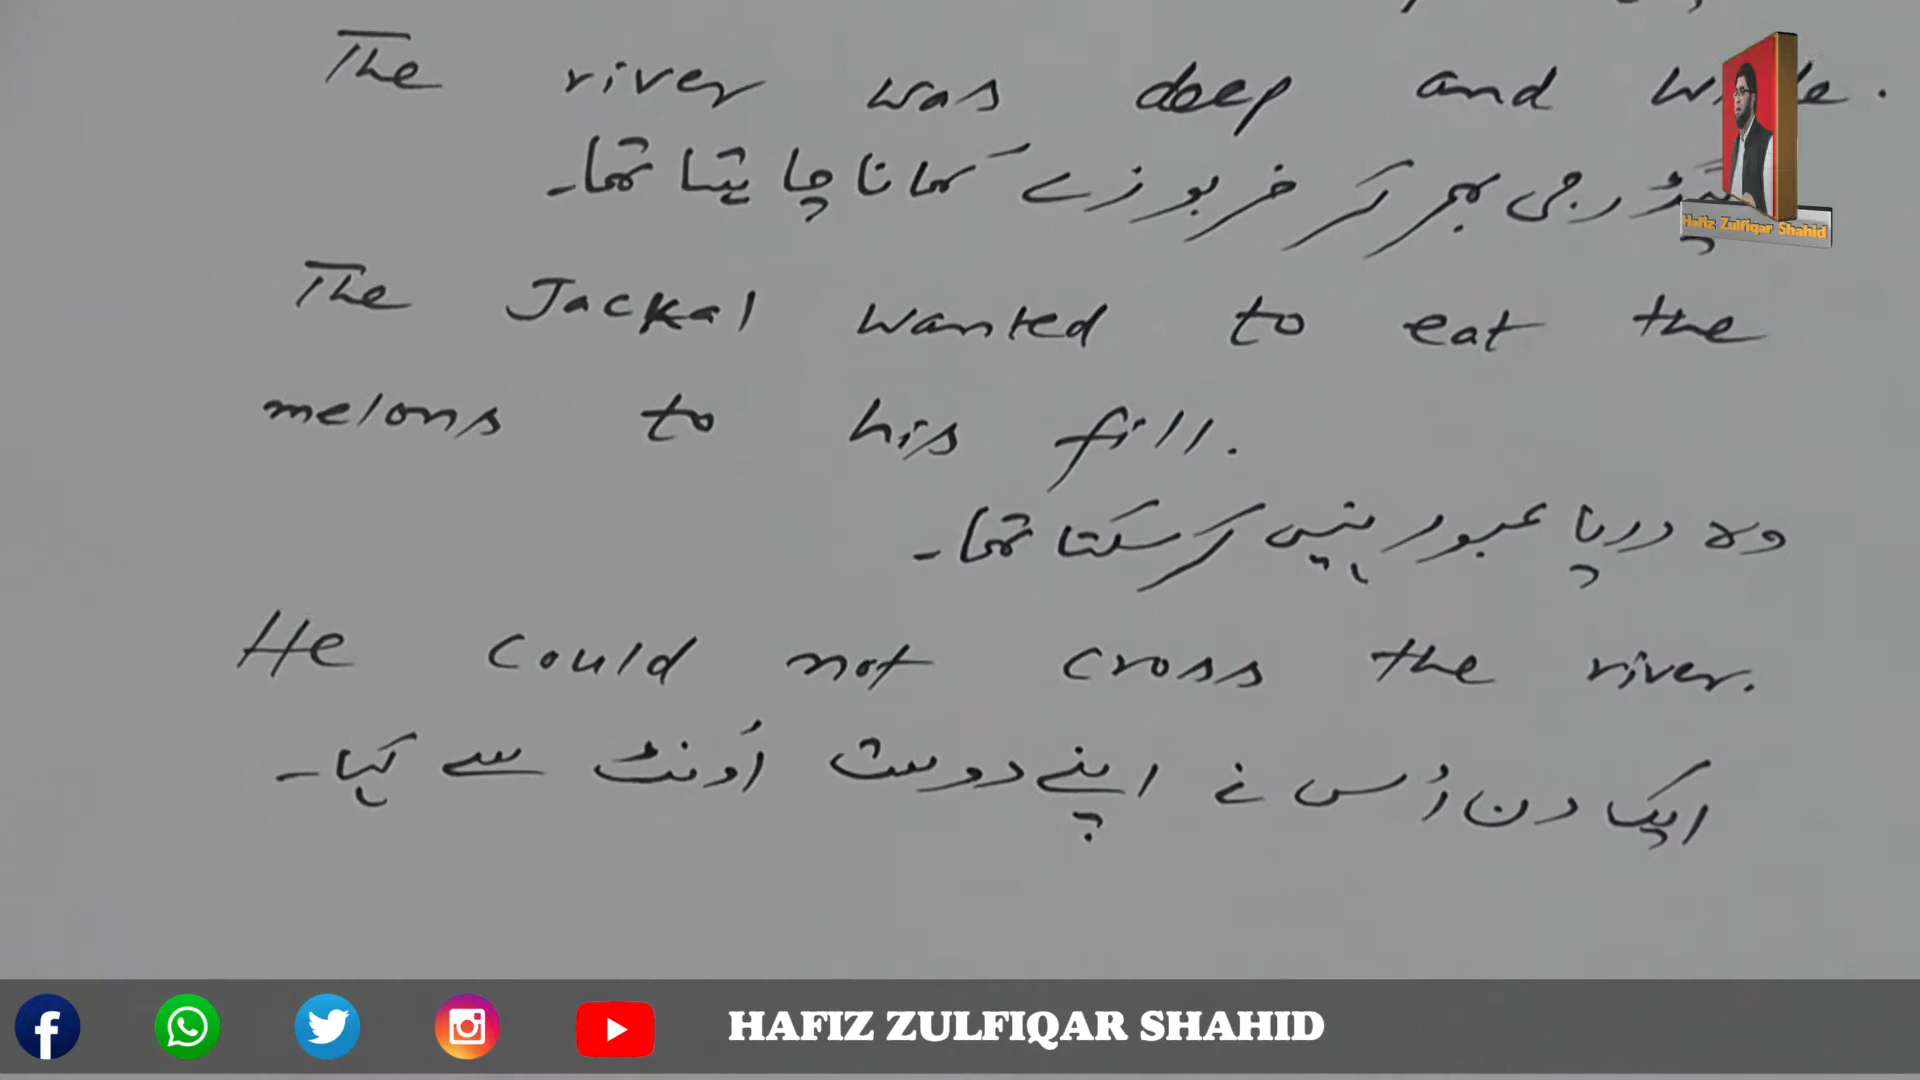 The river was deep and wide.
گیدڑ جی بھر کر خربوزے کھانا چاہتا تھا۔
Hafiz Zulfiqar Shahid
The Jackal wanted to eat the
melons to his fill.
وہ دریا عبور نہیں کر سکتا تھا۔
He could not cross the river.
ایک دن اُس نے اپنے دوست اُونٹ سے کہا۔
HAFIZ ZULFIQAR SHAHID